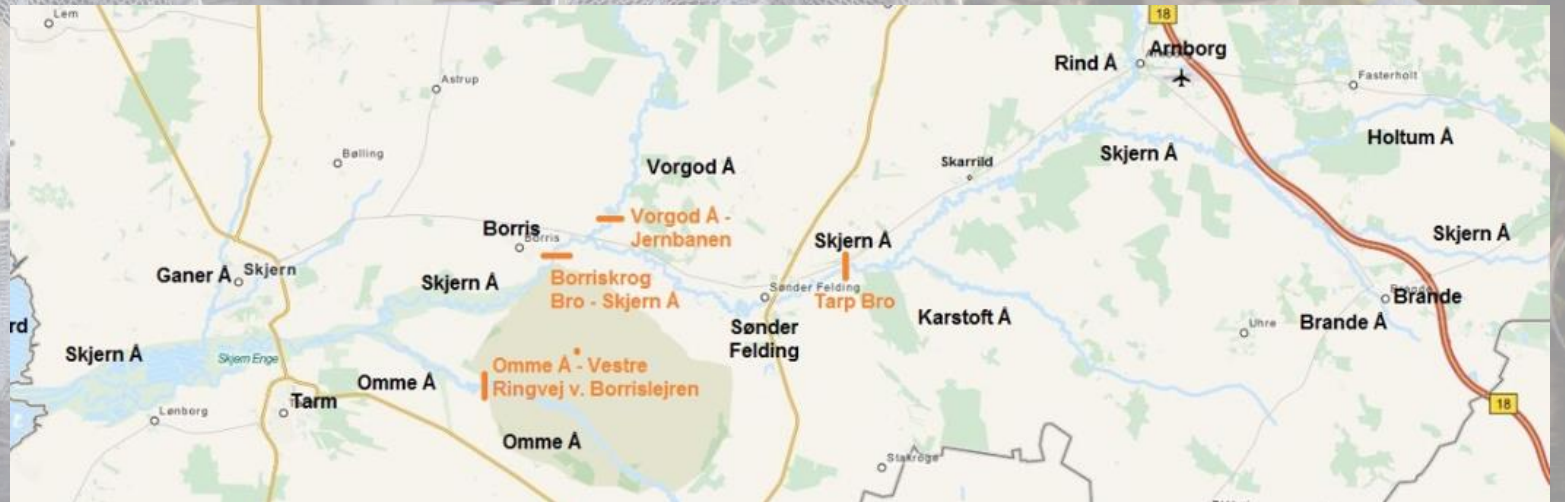 Lem
18
Arnborg
Rind Å
Fasterholt
Astrup
Holtum Å
Bølling
Skjern Å
Skarrild
Vorgod Å
Borris
Borris
Vorgod Å -
Jernbanen
Skjern Å
Skjern Å
Ganer Å
Skjern
Skjern Å
Borriskrog
Bro - Skjern Å
Sønder Felding
Tarp Bro
Brande
Karstoft Å
Brande Å
Uhre
rd
Skjern Å
Skjern Enge
Sønder
Felding
Omme Å - Vestre
Ringvej v. Borrislejren
Omme Å
Tarm
Lønborg
18
Omme Å
Stakroge